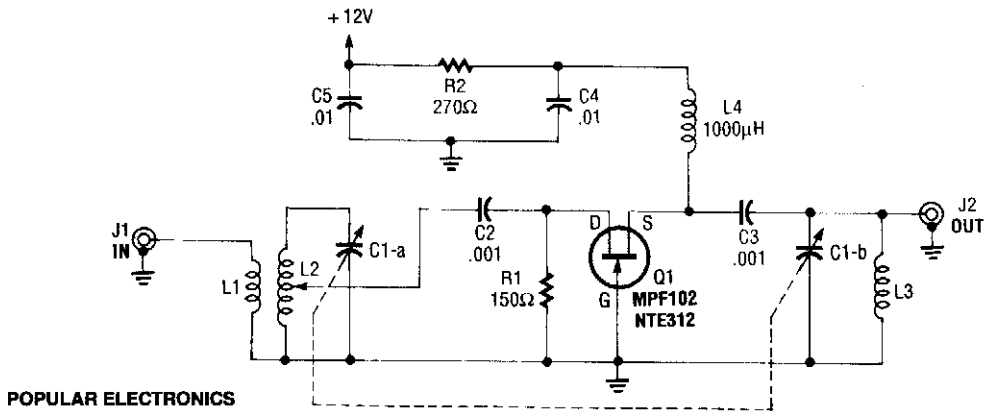 + 12V
R2
270Ω
C5
.01
C4
.01
L4
1000µH
J1
IN
L1
L2
C1-a
C2
.001
R1
150Ω
D
S
G
Q1
MPF102
NTE312
C3
.001
C1-b
L3
J2
OUT
POPULAR ELECTRONICS